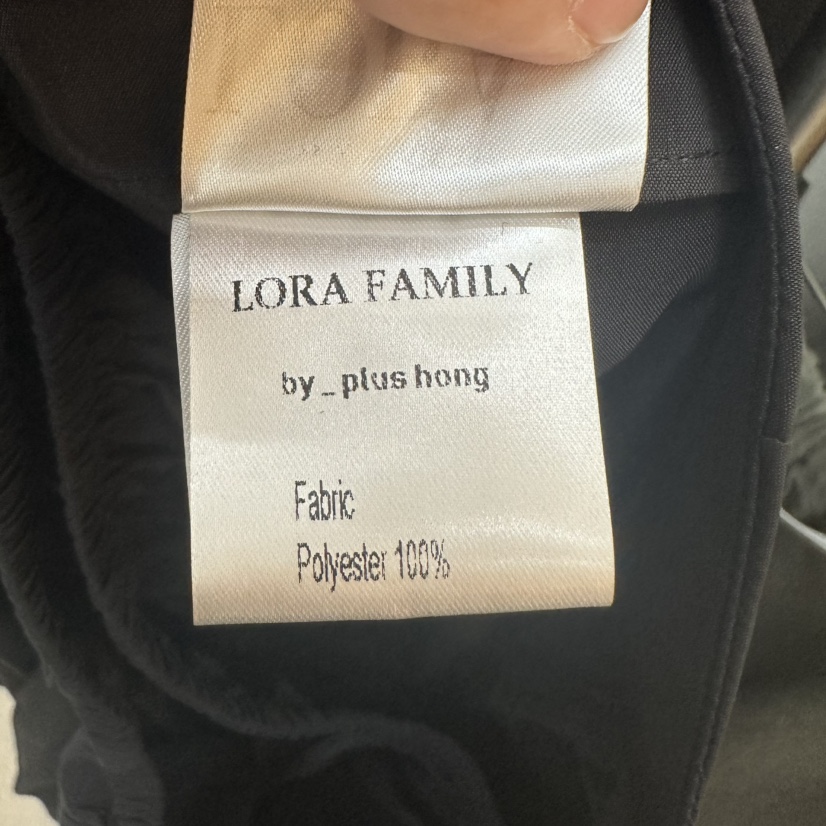 LORA FAMILY
by_plus hong
Fabric
Polyester 100%